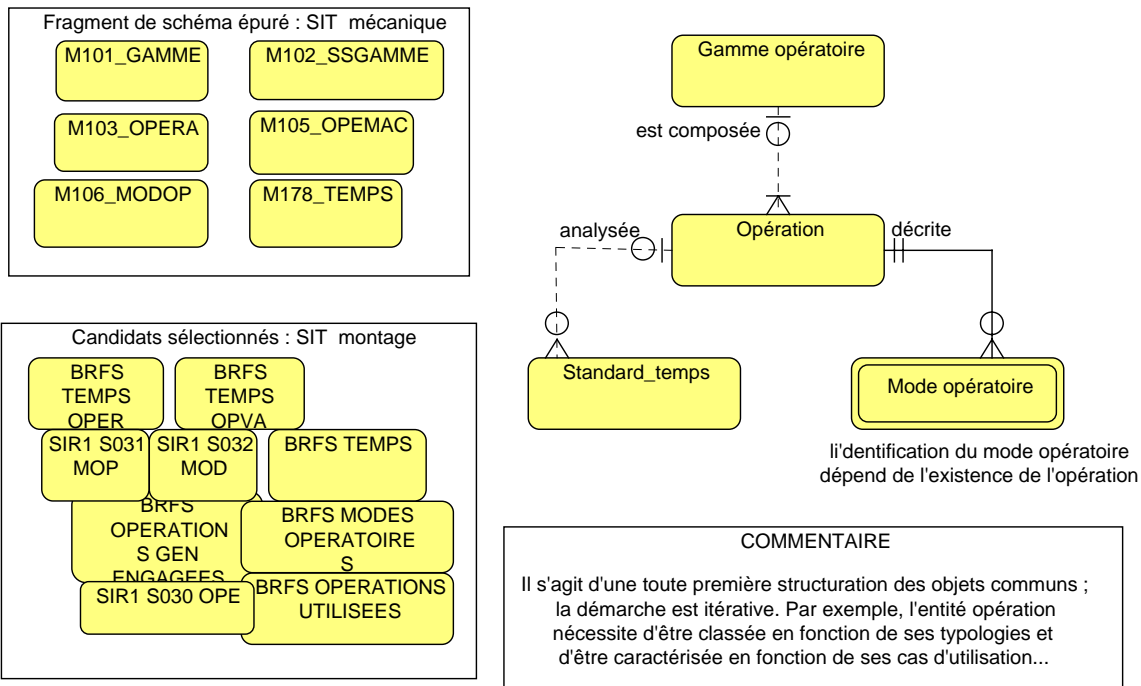 Fragment de schéma épuré : SIT mécanique
M101_GAMME
M102_SSGAMME
M103_OPERA
M105_OPEMAC
M106_MODOP
M178_TEMPS
Candidats sélectionnés : SIT montage
BRFS
TEMPS
OPER
BRFS
TEMPS
OPVA
SIR1 S031
MOP
SIR1 S032
MOD
BRFS TEMPS
BRFS
OPERATION
S GEN
ENGAGEES
BRFS MODES
OPERATOIRE
S
SIR1 S030 OPE
BRFS OPERATIONS
UTILISEES
Gamme opératoire
est composée
Opération
analysée
décrite
Standard_temps
Mode opératoire
li'dentification du mode opératoire
dépend de l'existence de l'opération
COMMENTAIRE
Il s'agit d'une toute première structuration des objets communs ;
la démarche est itérative. Par exemple, l'entité opération
nécessite d'être classée en fonction de ses typologies et
d'être caractérisée en fonction de ses cas d'utilisation...